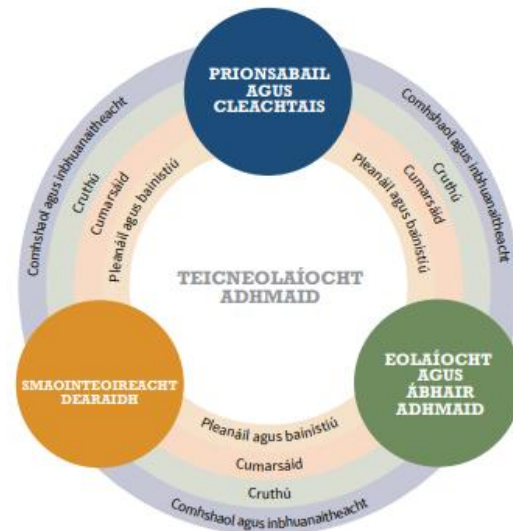 PRIONSABAIL
AGUS
CLEACHTAIS
Comhshaol agus inbhuanaitheacht
Cruthú
Cumarsáid
Pleanáil agus bainistiú
Comhshaol agus inbhuanaitheacht
Cruthú
Cumarsáid
Pleanáil agus bainistiú
TEICNEOLAÍOCHT
ADHMAID
SMAOINTEOIREACHT
DEARAIDH
EOLAÍOCHT
AGUS
ÁBHAIR
ADHMAID
Pleanáil agus bainistiú
Cumarsáid
Cruthú
Comhshaol agus inbhuanaitheacht